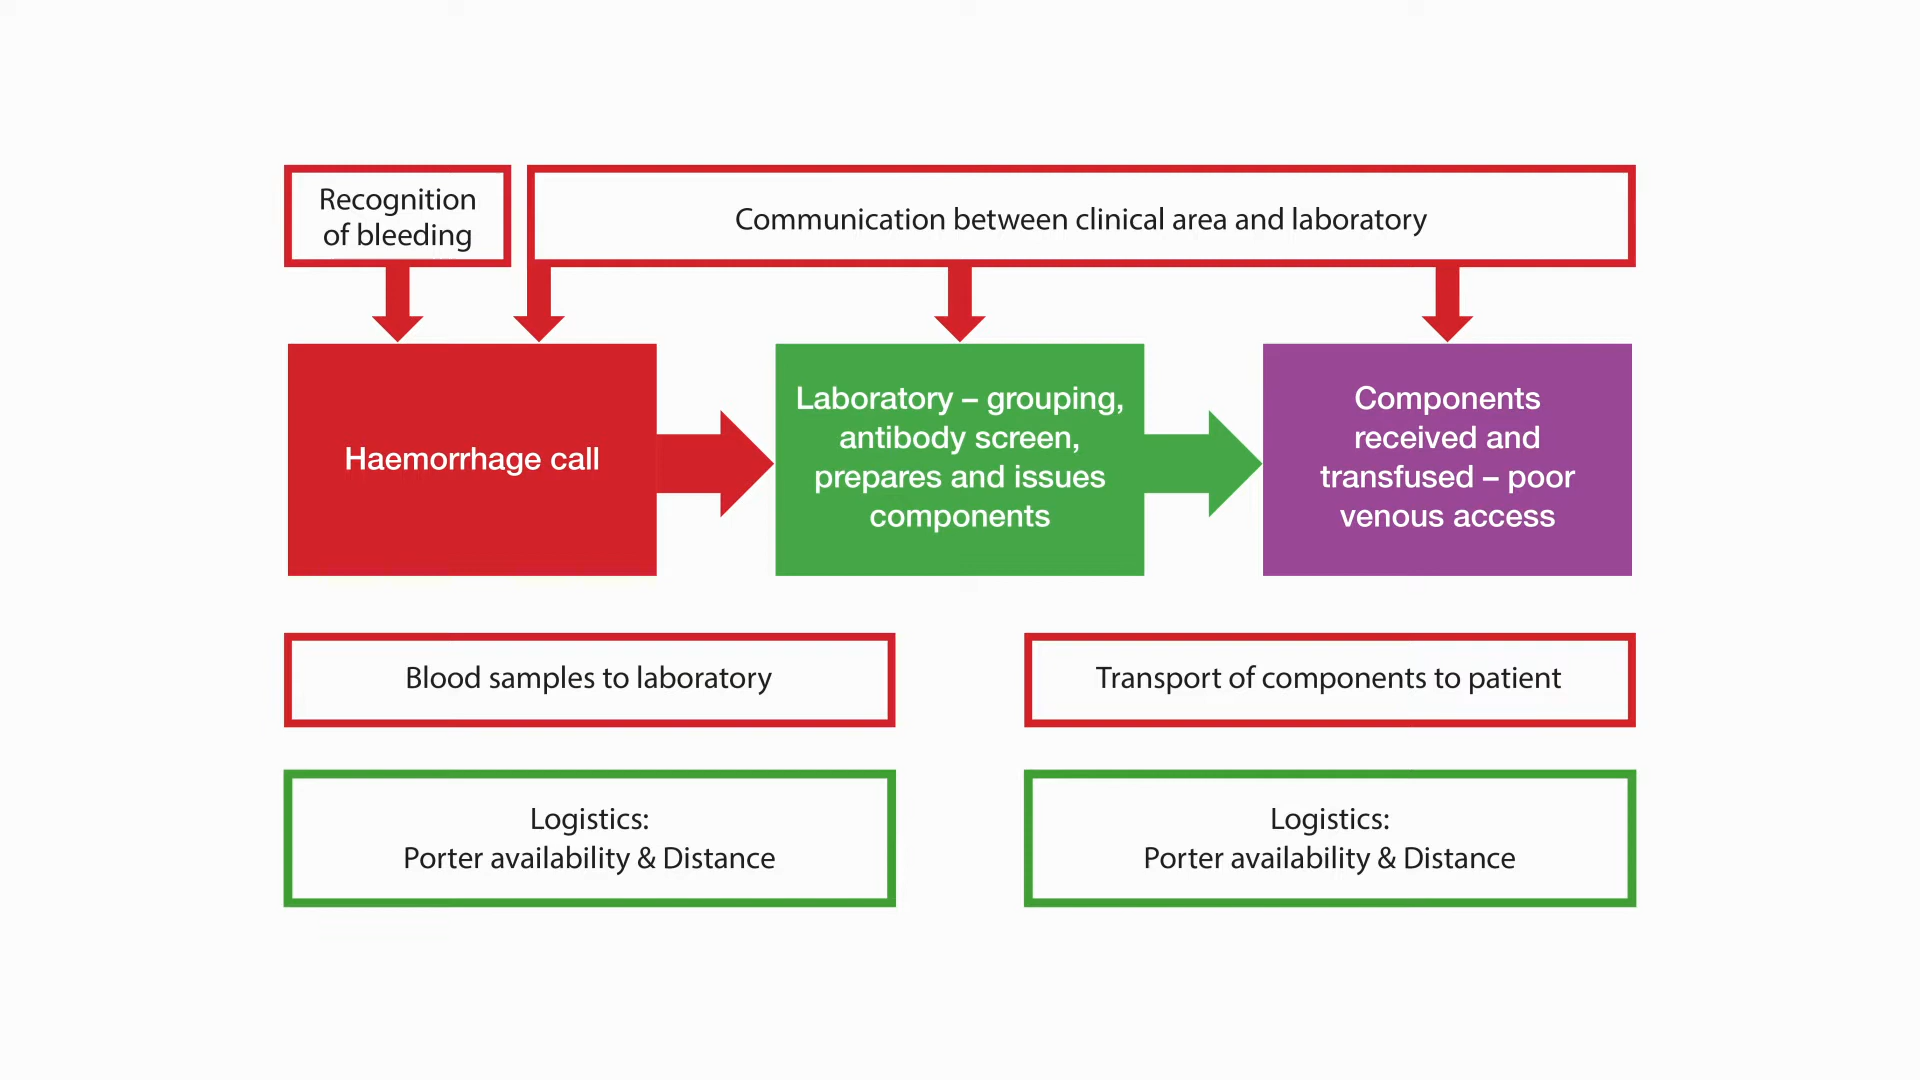 Recognition
of bleeding
Communication between clinical area and laboratory
Haemorrhage call
Laboratory – grouping,
antibody screen,
prepares and issues
components
Components
received and
transfused – poor
venous access
Blood samples to laboratory
Transport of components to patient
Logistics:
Porter availability & Distance
Logistics:
Porter availability & Distance